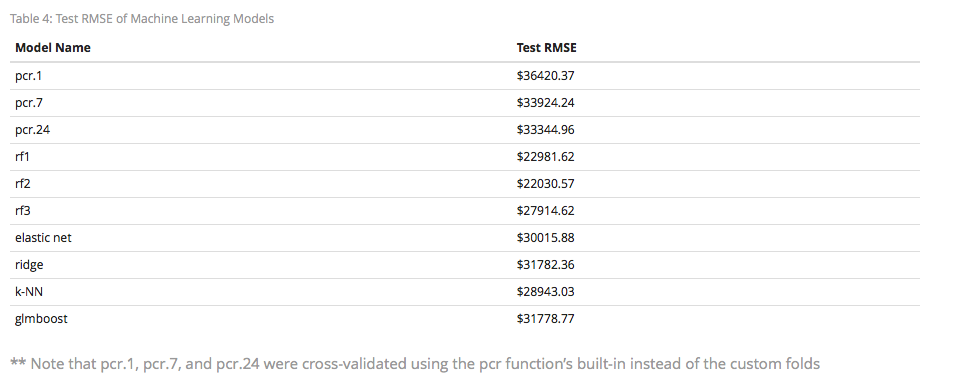 Table 4: Test RMSE of Machine Learning Models
Model Name Test RMSE
pcr.1 $36420.37
pcr.7 $33924.24
pcr.24 $33344.96
rf1 $22981.62
rf2 $22030.57
rf3 $27914.62
elastic net $30015.88
ridge $31782.36
k-NN $28943.03
glmboost $31778.77
** Note that pcr.1, pcr.7, and pcr.24 were cross-validated using the pcr function’s built-in instead of the custom folds